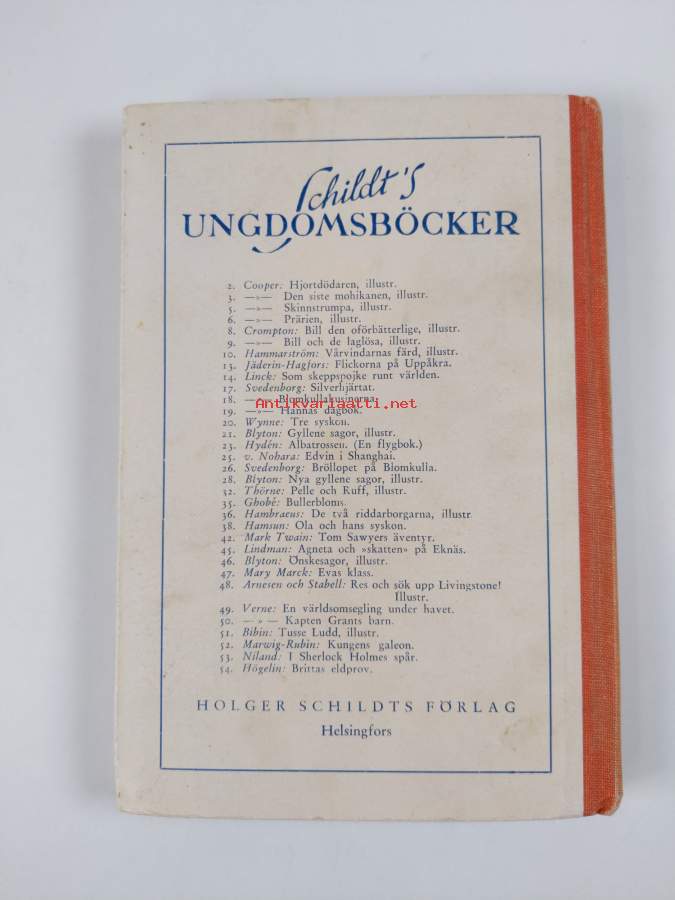 Schildt's
UNGDOMSBÖCKER
2. Cooper: Hjortdödaren, illustr.
3. —»— Den siste mohikanen, illustr.
5. —»— Skinnstrumpa, illustr.
6. —»— Prärien, illustr.
8. Crompton: Bill den oförbätterlige, illustr.
9. —»— Bill och de laglösa, illustr.
10. Hammarström: Vårvindarnas färd, illustr.
13. Jäderin-Hagfors: Flickorna på Uppåkra.
14. Linck: Som skeppspojke runt världen.
17. Svedenborg: Silverhjärtat.
18. —»— Blomkullakusinerna.
Antikvariaatti.net
19. —»— Hannas dagbok.
20. Wynne: Tre syskon.
21. Blyton: Gyllene sagor, illustr.
23. Hydén: Albatrossen. (En flygbok.)
25. v. Nohara: Edvin i Shanghai.
26. Svedenborg: Bröllopet på Blomkulla.
28. Blyton: Nya gyllene sagor, illustr.
32. Thörne: Pelle och Ruff, illustr.
35. Ghobé: Bullerbloms.
36. Hambraeus: De två riddarborgarna, illustr
38. Hamsun: Ola och hans syskon.
42. Mark Twain: Tom Sawyers äventyr.
45. Lindman: Agneta och »skatten» på Eknäs.
46. Blyton: Önskesagor, illustr.
47. Mary Marck: Evas klass.
48. Arnesen och Stabell: Res och sök upp Livingstone!
Illustr.
49. Verne: En världsomsegling under havet.
50. — » — Kapten Grants barn.
51. Bibin: Tusse Ludd, illustr.
52. Marwig-Rubin: Kungens galeon.
53. Niland: I Sherlock Holmes spår.
54. Högelin: Brittas eldprov.
HOLGER SCHILDTS FÖRLAG
Helsingfors